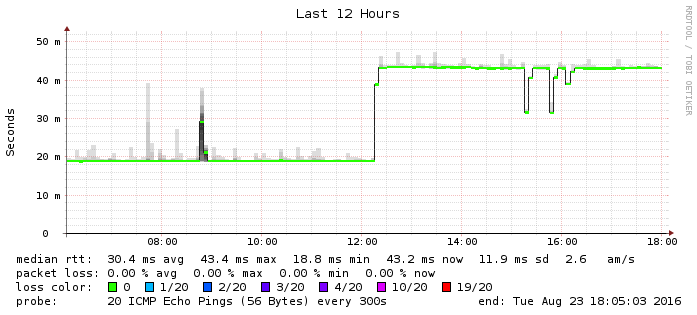 Last 12 Hours
RRDTOOL / TOBI OETIKER
Seconds
50 m
40 m
30 m
20 m
10 m
0
08:00 10:00 12:00 14:00 16:00 18:00
median rtt: 30.4 ms avg 43.4 ms max 18.8 ms min 43.2 ms now 11.9 ms sd 2.6 am/s
packet loss: 0.00 % avg 0.00 % max 0.00 % min 0.00 % now
loss color: 0 1/20 2/20 3/20 4/20 10/20 19/20
probe: 20 ICMP Echo Pings (56 Bytes) every 300s end: Tue Aug 23 18:05:03 2016